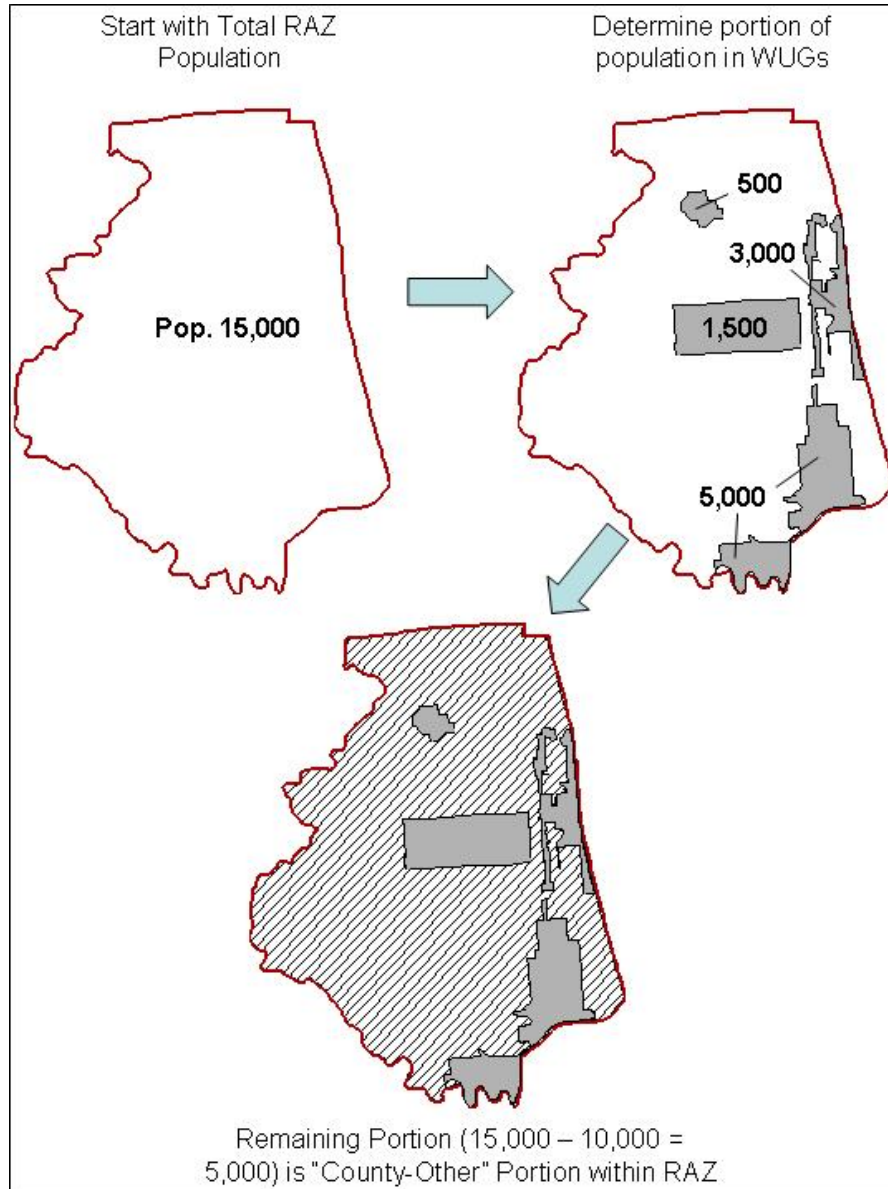 Start with Total RAZ
Population
Determine portion of
population in WUGs
Pop. 15,000
500
3,000
1,500
5,000
Remaining Portion (15,000 – 10,000 =
5,000) is "County-Other" Portion within RAZ